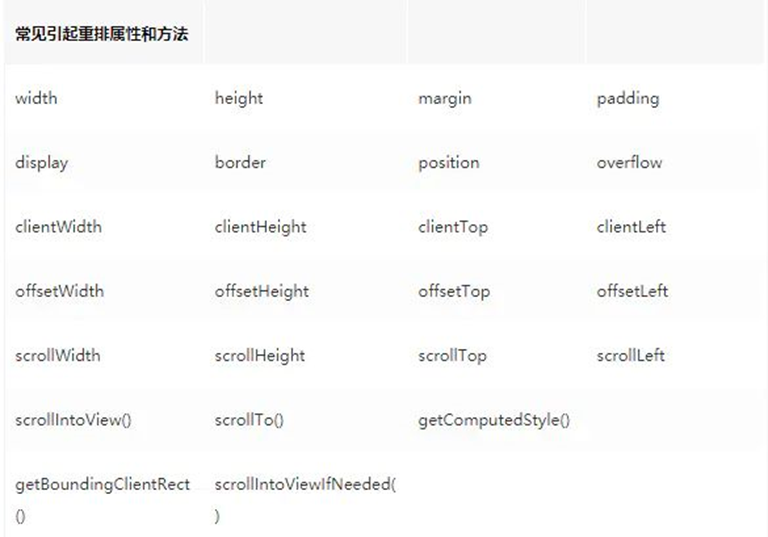 常见引起重排属性和方法
width height margin padding
display border position overflow
clientWidth clientHeight clientTop clientLeft
offsetWidth offsetHeight offsetTop offsetLeft
scrollWidth scrollHeight scrollTop scrollLeft
scrollIntoView() scrollTo() getComputedStyle()
getBoundingClientRect scrollIntoViewIfNeeded(
() )